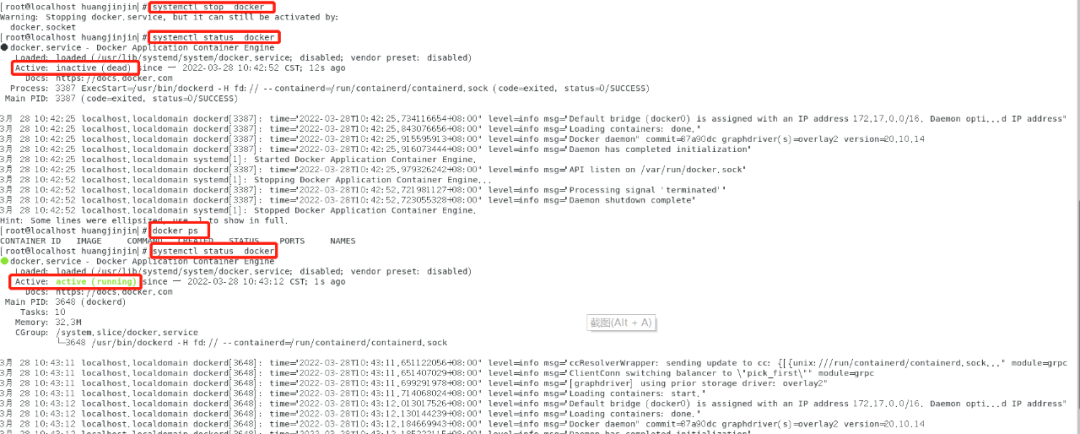 [root@localhost huangjinjin]# systemctl stop  docker
Warning: Stopping docker.service, but it can still be activated by:
  docker.socket
[root@localhost huangjinjin]# systemctl status  docker
● docker.service - Docker Application Container Engine
Loaded: loaded (/usr/lib/systemd/system/docker.service; disabled; vendor preset: disabled)
Active: inactive (dead) since 一 2022-03-28 10:42:52 CST; 12s ago
Docs: https://docs.docker.com
Process: 3387 ExecStart=/usr/bin/dockerd -H fd:// --containerd=/run/containerd/containerd.sock (code=exited, status=0/SUCCESS)
Main PID: 3387 (code=exited, status=0/SUCCESS)
3月 28 10:42:25 localhost.localdomain dockerd[3387]: time="2022-03-28T10:42:25.734116654+08:00" level=info msg="Default bridge (docker0) is assigned with an IP address 172.17.0.0/16. Daemon opti...d IP address"
3月 28 10:42:25 localhost.localdomain dockerd[3387]: time="2022-03-28T10:42:25.843076656+08:00" level=info msg="Loading containers: done."
3月 28 10:42:25 localhost.localdomain dockerd[3387]: time="2022-03-28T10:42:25.915595913+08:00" level=info msg="Docker daemon" commit=87a90dc graphdriver(s)=overlay2 version=20.10.14
3月 28 10:42:25 localhost.localdomain dockerd[3387]: time="2022-03-28T10:42:25.916073444+08:00" level=info msg="Daemon has completed initialization"
3月 28 10:42:25 localhost.localdomain systemd[1]: Started Docker Application Container Engine.
3月 28 10:42:25 localhost.localdomain dockerd[3387]: time="2022-03-28T10:42:25.979326242+08:00" level=info msg="API listen on /var/run/docker.sock"
3月 28 10:42:52 localhost.localdomain systemd[1]: Stopping Docker Application Container Engine...
3月 28 10:42:52 localhost.localdomain dockerd[3387]: time="2022-03-28T10:42:52.721981127+08:00" level=info msg="Processing signal 'terminated'"
3月 28 10:42:52 localhost.localdomain dockerd[3387]: time="2022-03-28T10:42:52.723055328+08:00" level=info msg="Daemon shutdown complete"
3月 28 10:42:52 localhost.localdomain systemd[1]: Stopped Docker Application Container Engine.
Hint: Some lines were ellipsized, use -l to show in full.
[root@localhost huangjinjin]# docker ps
CONTAINER ID   IMAGE     COMMAND   CREATED   STATUS    PORTS     NAMES
[root@localhost huangjinjin]# systemctl status  docker
● docker.service - Docker Application Container Engine
Loaded: loaded (/usr/lib/systemd/system/docker.service; disabled; vendor preset: disabled)
Active: active (running) since 一 2022-03-28 10:43:12 CST; 1s ago
Docs: https://docs.docker.com
Main PID: 3648 (dockerd)
Tasks: 10
Memory: 32.3M
CGroup: /system.slice/docker.service
└─3648 /usr/bin/dockerd -H fd:// --containerd=/run/containerd/containerd.sock
截图(Alt + A)
3月 28 10:43:11 localhost.localdomain dockerd[3648]: time="2022-03-28T10:43:11.651122056+08:00" level=info msg="ccResolverWrapper: sending update to cc: {[{unix:///run/containerd/containerd.sock..." module=grpc
3月 28 10:43:11 localhost.localdomain dockerd[3648]: time="2022-03-28T10:43:11.651407029+08:00" level=info msg="ClientConn switching balancer to \"pick_first\"" module=grpc
3月 28 10:43:11 localhost.localdomain dockerd[3648]: time="2022-03-28T10:43:11.699291978+08:00" level=info msg="[graphdriver] using prior storage driver: overlay2"
3月 28 10:43:11 localhost.localdomain dockerd[3648]: time="2022-03-28T10:43:11.714068024+08:00" level=info msg="Loading containers: start."
3月 28 10:43:12 localhost.localdomain dockerd[3648]: time="2022-03-28T10:43:12.013017526+08:00" level=info msg="Default bridge (docker0) is assigned with an IP address 172.17.0.0/16. Daemon opti...d IP address"
3月 28 10:43:12 localhost.localdomain dockerd[3648]: time="2022-03-28T10:43:12.130144239+08:00" level=info msg="Loading containers: done."
3月 28 10:43:12 localhost.localdomain dockerd[3648]: time="2022-03-28T10:43:12.184669943+08:00" level=info msg="Docker daemon" commit=87a90dc graphdriver(s)=overlay2 version=20.10.14